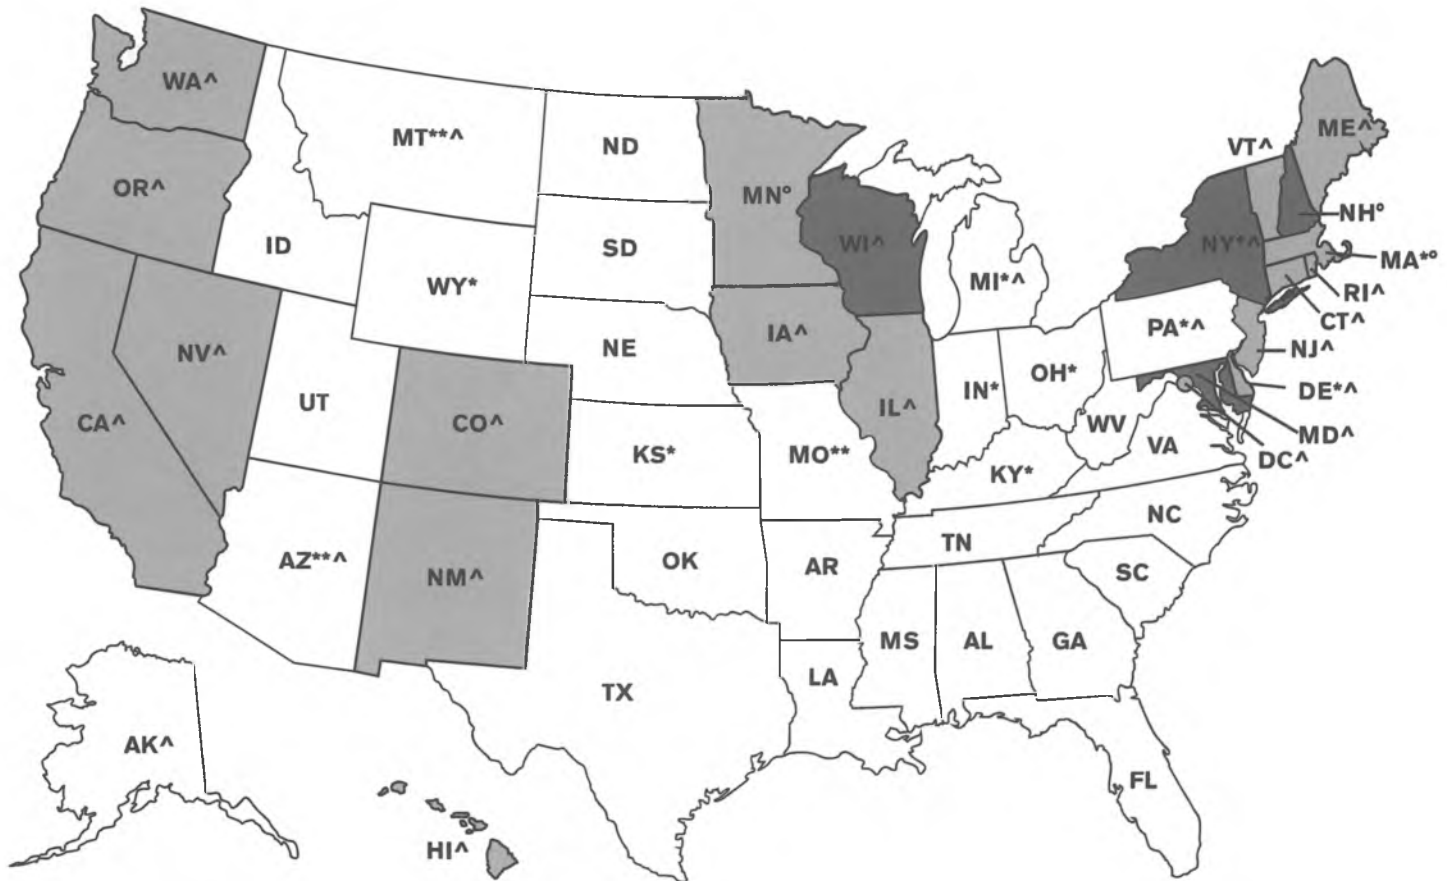 WA^
MT**^
ND
ME^
VT^
OR^
MN°
NH°
ID
SD
WI^
NY*^
MA*°
WY*
MI*^
RI^
CT^
PA*^
NV^
NE
IA^
NJ^
UT
IN*
OH*
DE*^
CA^
CO^
IL^
WV
MD^
KS*
MO**
KY*
VA
DC^
NC
AZ**^
NM^
OK
AR
TN
SC
MS
AL
GA
TX
LA
AK^
FL
HI^